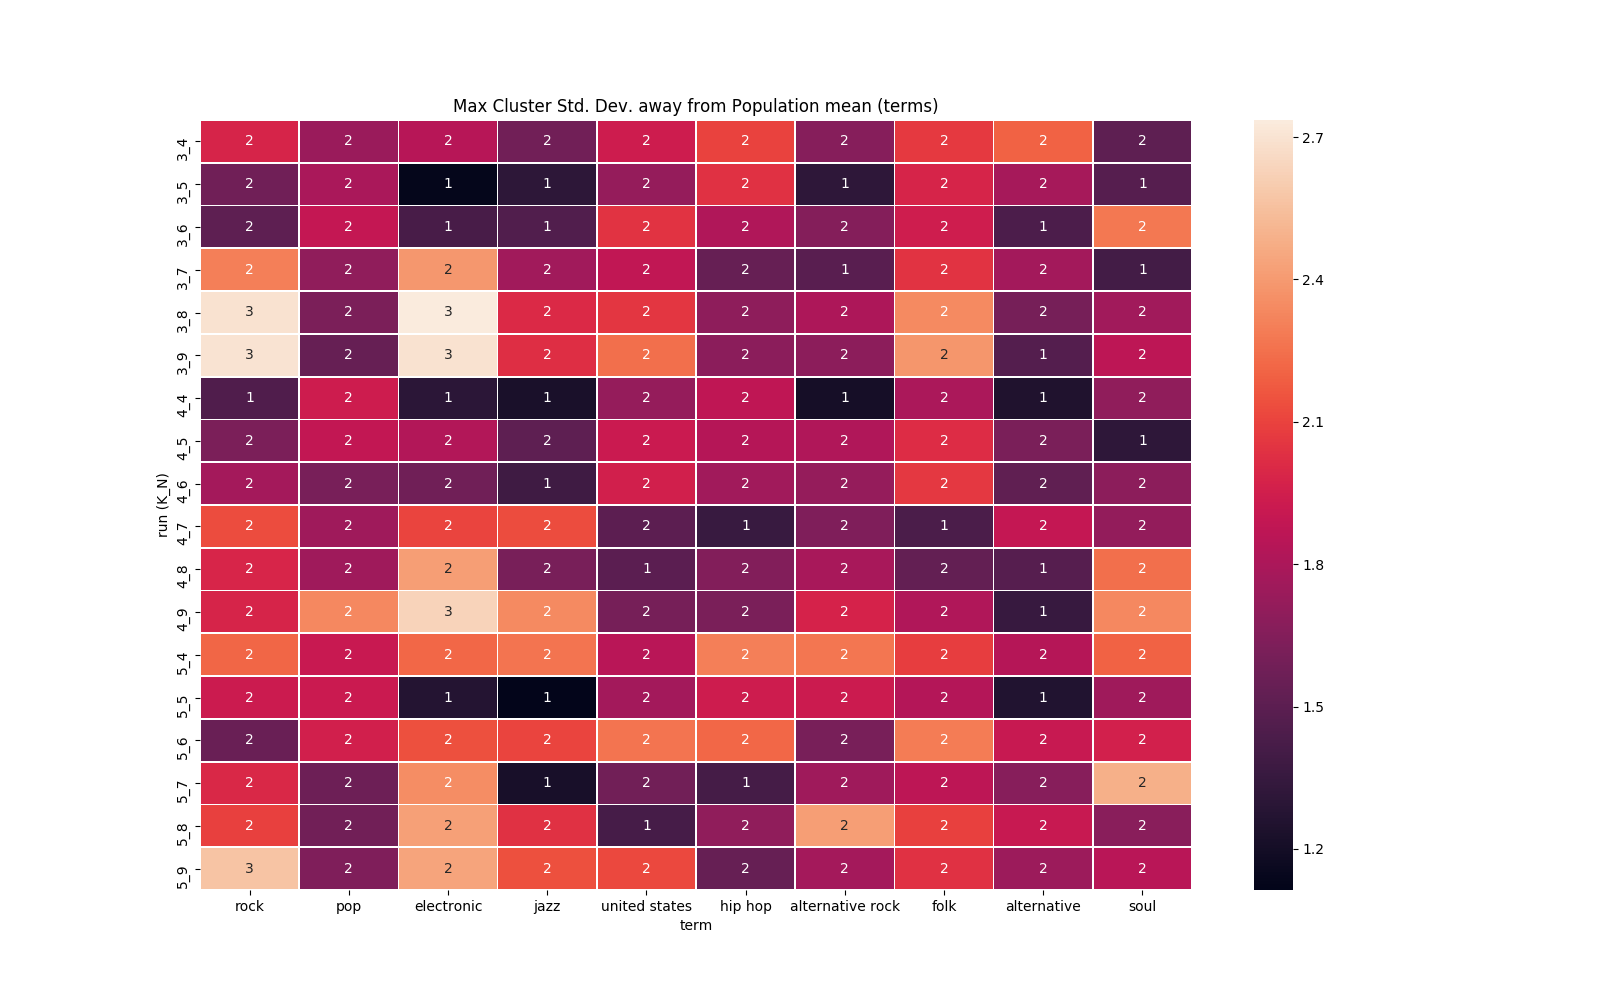 Max Cluster Std. Dev. away from Population mean (terms)
3_4 2 2 2 2 2 2 2 2 2 2
3_5 2 2 1 1 2 2 1 2 2 1
3_6 2 2 1 1 2 2 2 2 1 2
3_7 2 2 2 2 2 2 1 2 2 1
3_8 3 2 3 2 2 2 2 2 2 2
3_9 3 2 3 2 2 2 2 2 1 2
4_4 1 2 1 1 2 2 1 2 1 2
4_5 2 2 2 2 2 2 2 2 2 1
4_6 2 2 2 1 2 2 2 2 2 2
4_7 2 2 2 2 2 1 2 1 2 2
4_8 2 2 2 2 1 2 2 2 1 2
4_9 2 2 3 2 2 2 2 2 1 2
5_4 2 2 2 2 2 2 2 2 2 2
5_5 2 2 1 1 2 2 2 2 1 2
5_6 2 2 2 2 2 2 2 2 2 2
5_7 2 2 2 1 2 1 2 2 2 2
5_8 2 2 2 2 1 2 2 2 2 2
5_9 3 2 2 2 2 2 2 2 2 2
run (K_N)
rock pop electronic jazz united states hip hop alternative rock folk alternative soul
term
2.7
2.4
2.1
1.8
1.5
1.2